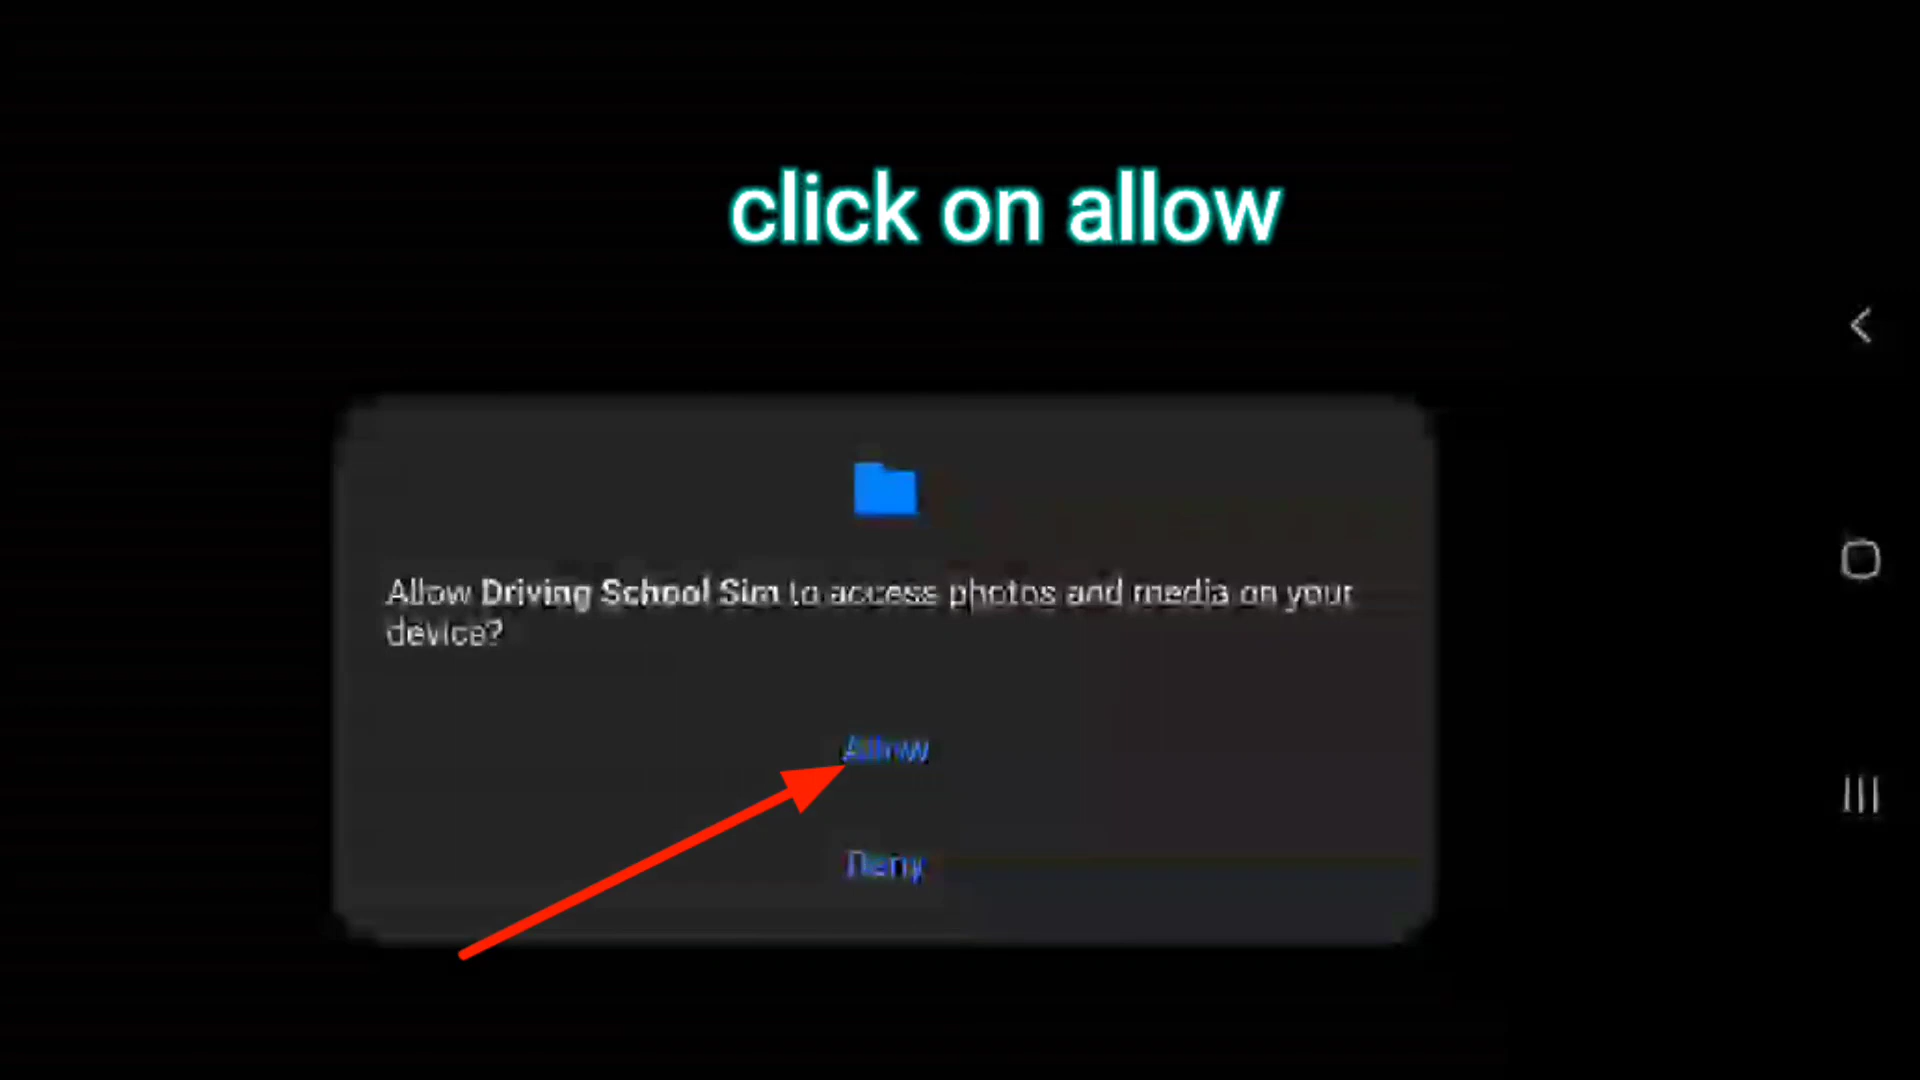 click on allow
Allow Driving School Sim to access photos and media on your
device?
Allow
Deny